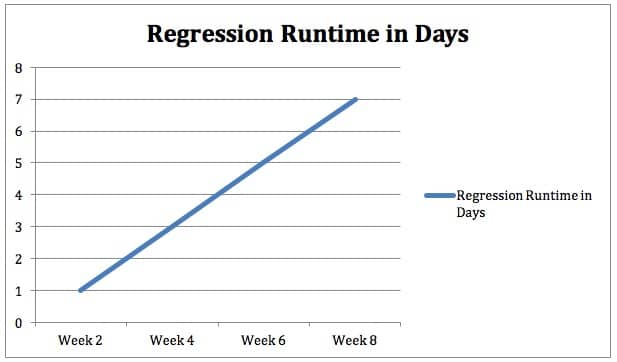 Regression Runtime in Days
8
7
6
5
4
3
2
1
0
Week 2 Week 4 Week 6 Week 8
Regression Runtime in
Days